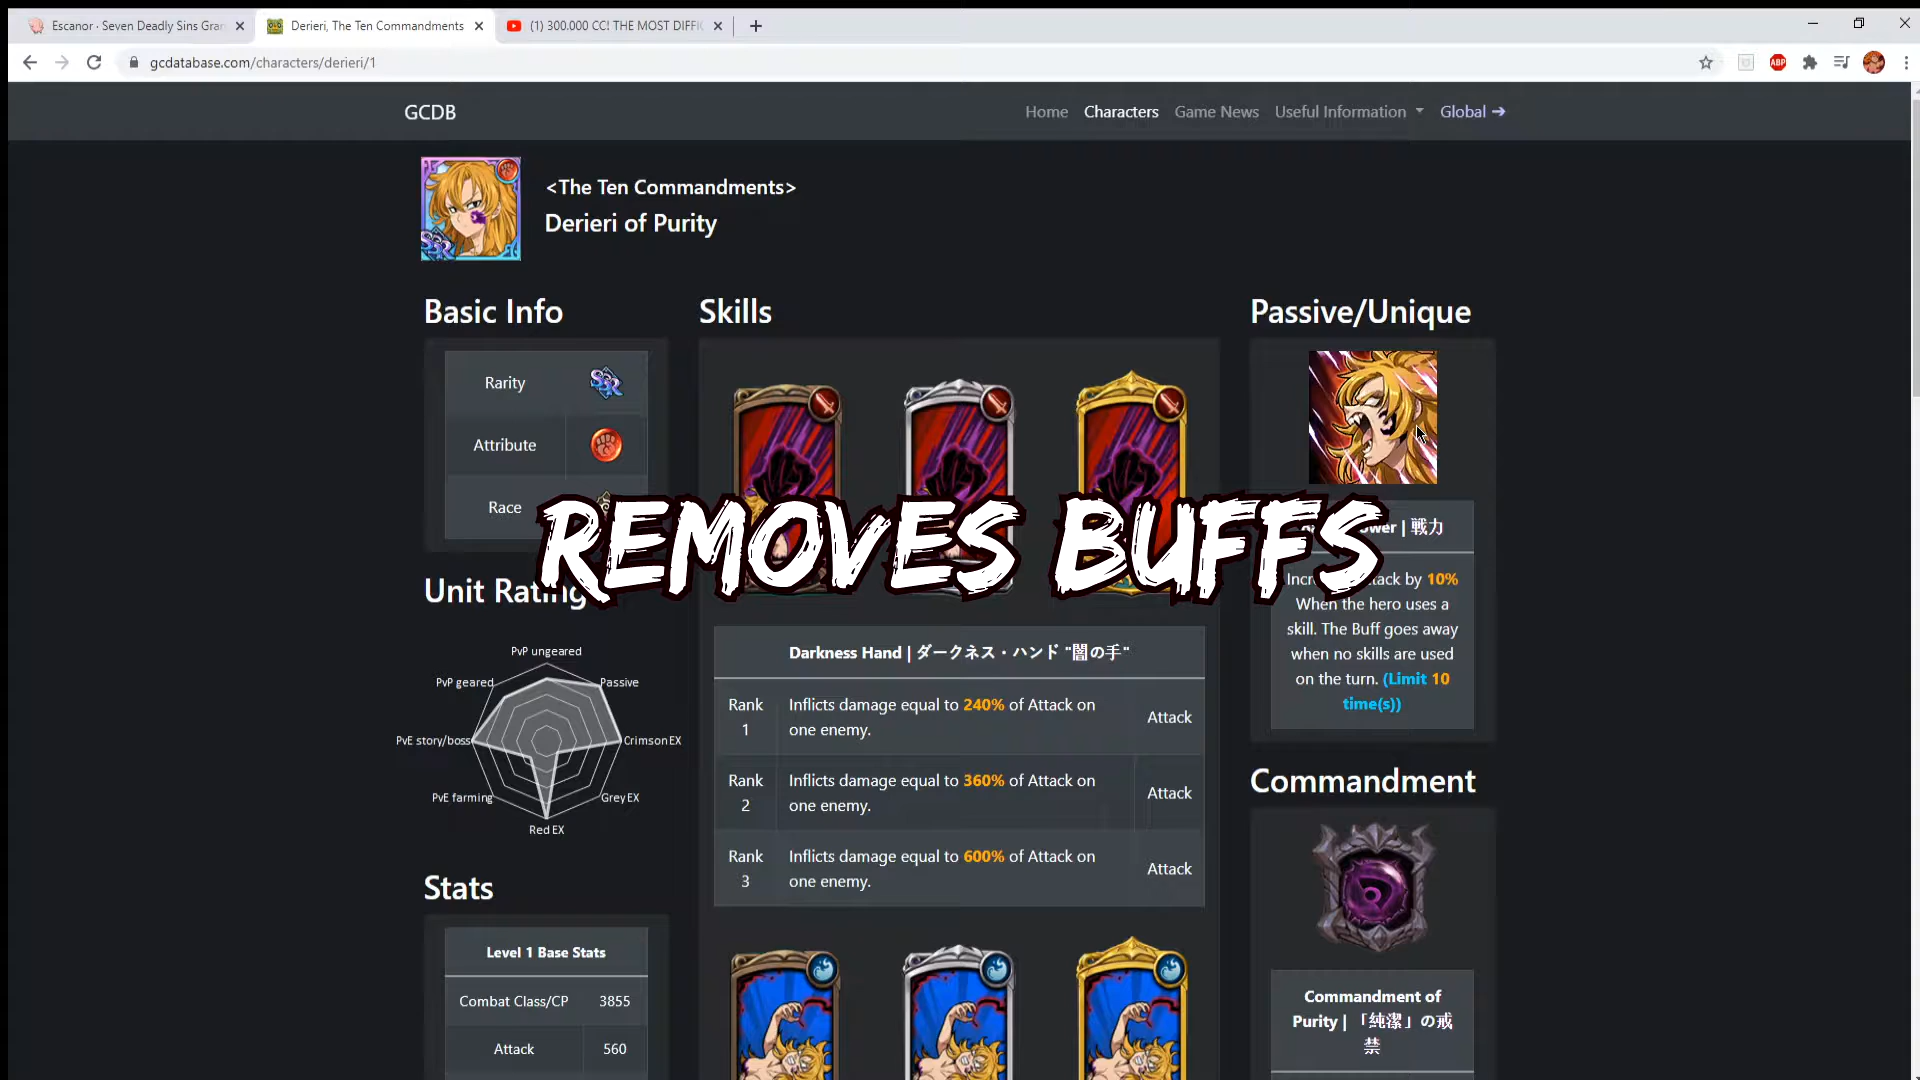 Escanor · Seven Deadly Sins Gran
Derieri, The Ten Commandments
(1) 300.000 CC! THE MOST DIFFI
gcdatabase.com/characters/derieri/1
ABP
GCDB
Home
Characters
Game News
Useful Information
Global ➔
<The Ten Commandments>
Derieri of Purity
Basic Info
Rarity
SSR
Attribute
Race
Unit Rating
PvP ungeared
PvP geared
Passive
PvE story/boss
Crimson EX
PvE farming
Grey EX
Red EX
Stats
Level 1 Base Stats
Combat Class/CP 3855
Attack 560
Skills
REMOVES BUFFS
Darkness Hand | ダークネス・ハンド "闇の手"
Rank 1
Inflicts damage equal to 240% of Attack on
one enemy.
Attack
Rank 2
Inflicts damage equal to 360% of Attack on
one enemy.
Attack
Rank 3
Inflicts damage equal to 600% of Attack on
one enemy.
Attack
Passive/Unique
| 戦力
by 10%
When the hero uses a
skill. The Buff goes away
when no skills are used
on the turn. (Limit 10
time(s))
Commandment
Commandment of
Purity | 「純潔」の戒
禁